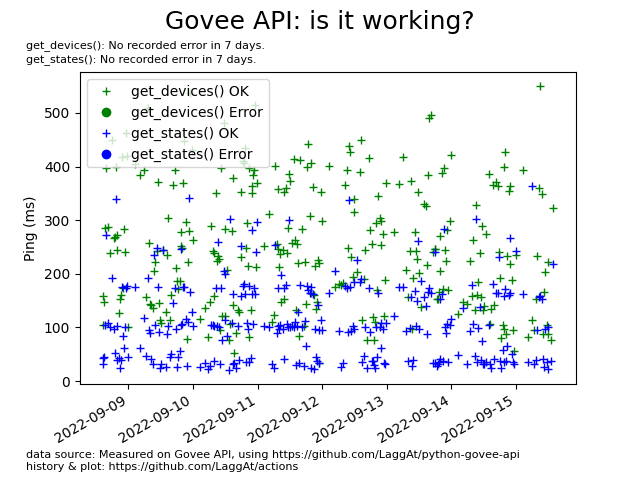 Govee API: is it working?
get_devices(): No recorded error in 7 days.
get_states(): No recorded error in 7 days.
get_devices() OK
get_devices() Error
get_states() OK
get_states() Error
Ping (ms)
500
400
300
200
100
0
2022-09-09
2022-09-10
2022-09-11
2022-09-12
2022-09-13
2022-09-14
2022-09-15
data source: Measured on Govee API, using https://github.com/LaggAt/python-govee-api
history & plot: https://github.com/LaggAt/actions